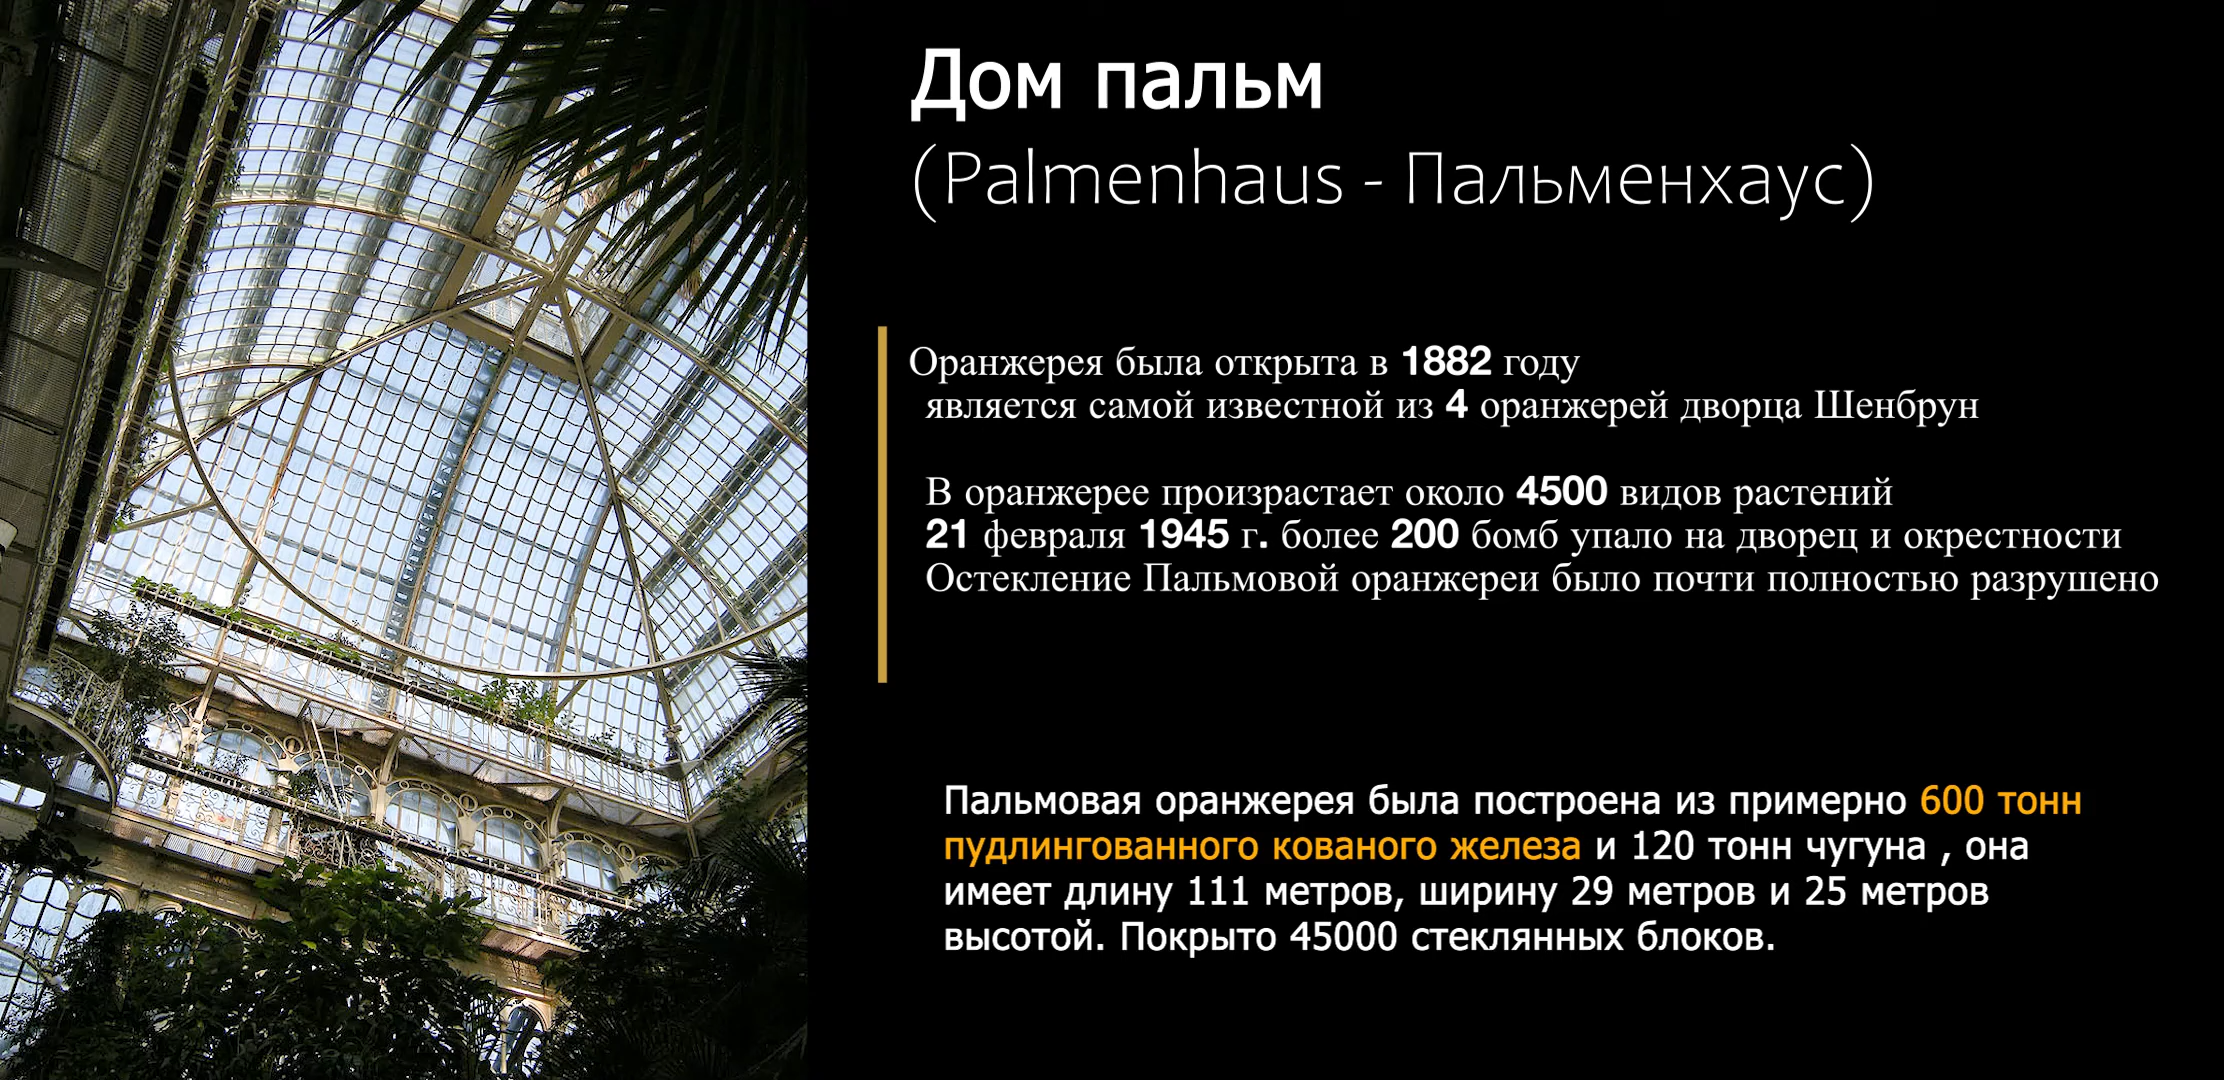 Дом пальм
(Palmenhaus - Пальменхаус)
Оранжерея была открыта в 1882 году
является самой известной из 4 оранжерей дворца Шенбрун
В оранжерее произрастает около 4500 видов растений
21 февраля 1945 г. более 200 бомб упало на дворец и окрестности
Остекление Пальмовой оранжереи было почти полностью разрушено
Пальмовая оранжерея была построена из примерно 600 тонн
пудлингованного кованого железа и 120 тонн чугуна , она
имеет длину 111 метров, ширину 29 метров и 25 метров
высотой. Покрыто 45000 стеклянных блоков.